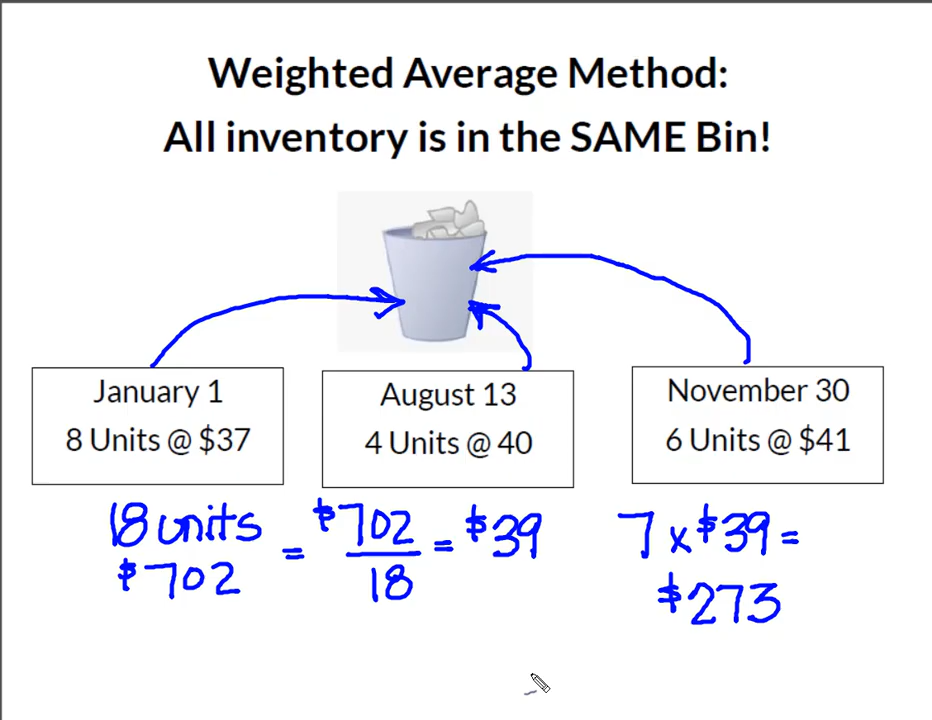 Weighted Average Method:
All inventory is in the SAME Bin!
January 1
8 Units @ $37
August 13
4 Units @ 40
November 30
6 Units @ $41
18 units
$702
= $702/18 = $39
7 x $39 =
$273